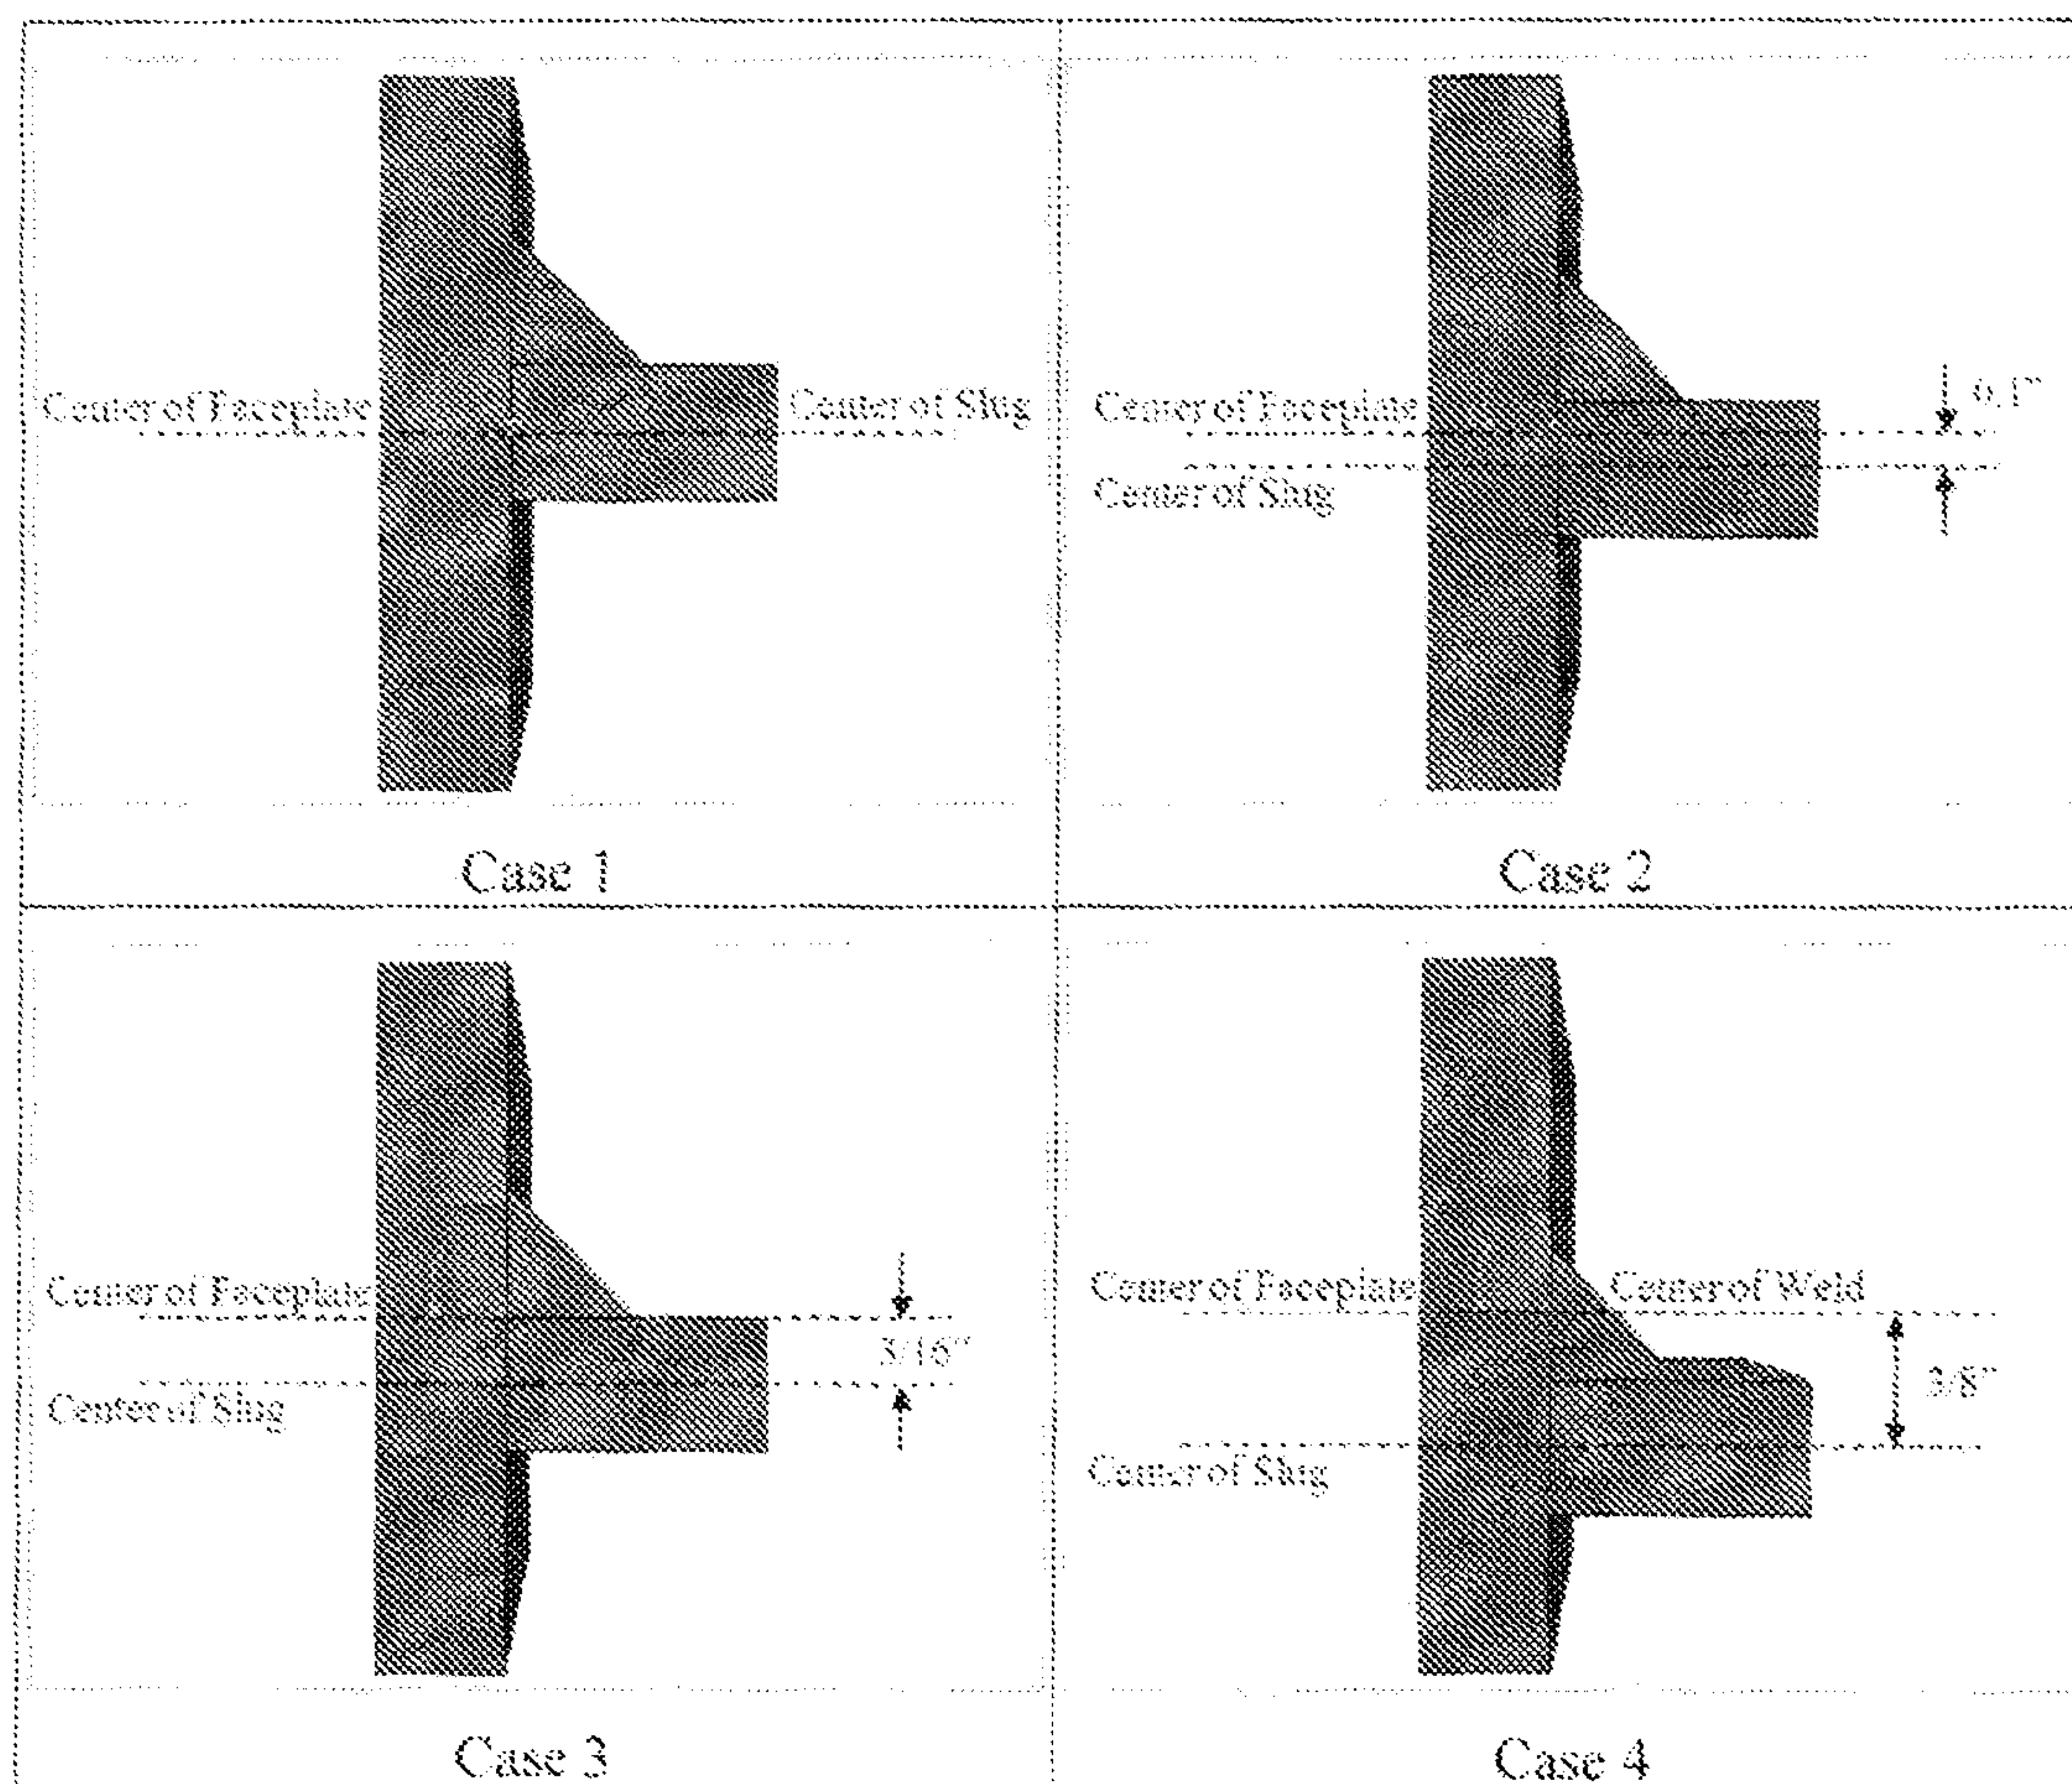 Center of Faceplate
Center of Slug
Case 1
Center of Faceplate
0.1"
Center of Slug
Case 2
Center of Faceplate
3/16"
Center of Slug
Case 3
Center of Faceplate
Center of Weld
3/8"
Center of Slug
Case 4